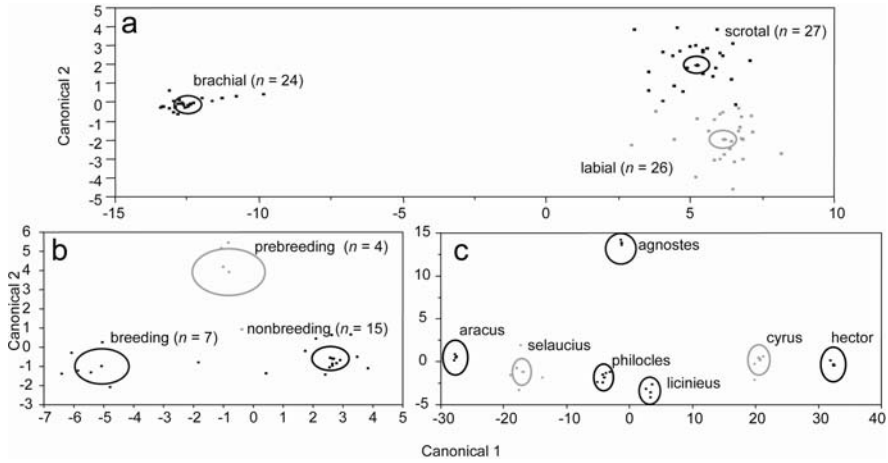 a
5
4
3
2
1
0
-1
-2
-3
-4
-5
Canonical 2
brachial (n = 24)
scrotal (n = 27)
labial (n = 26)
-15
-10
-5
0
5
10
b
6
5
4
3
2
1
0
-1
-2
-3
Canonical 2
prebreeding (n = 4)
breeding (n = 7)
nonbreeding (n = 15)
-7
-6
-5
-4
-3
-2
-1
0
1
2
3
4
5
c
15
10
5
0
-5
agnostes
aracus
selaucius
philocles
licinieus
cyrus
hector
-30
-20
-10
0
10
20
30
40
Canonical 1